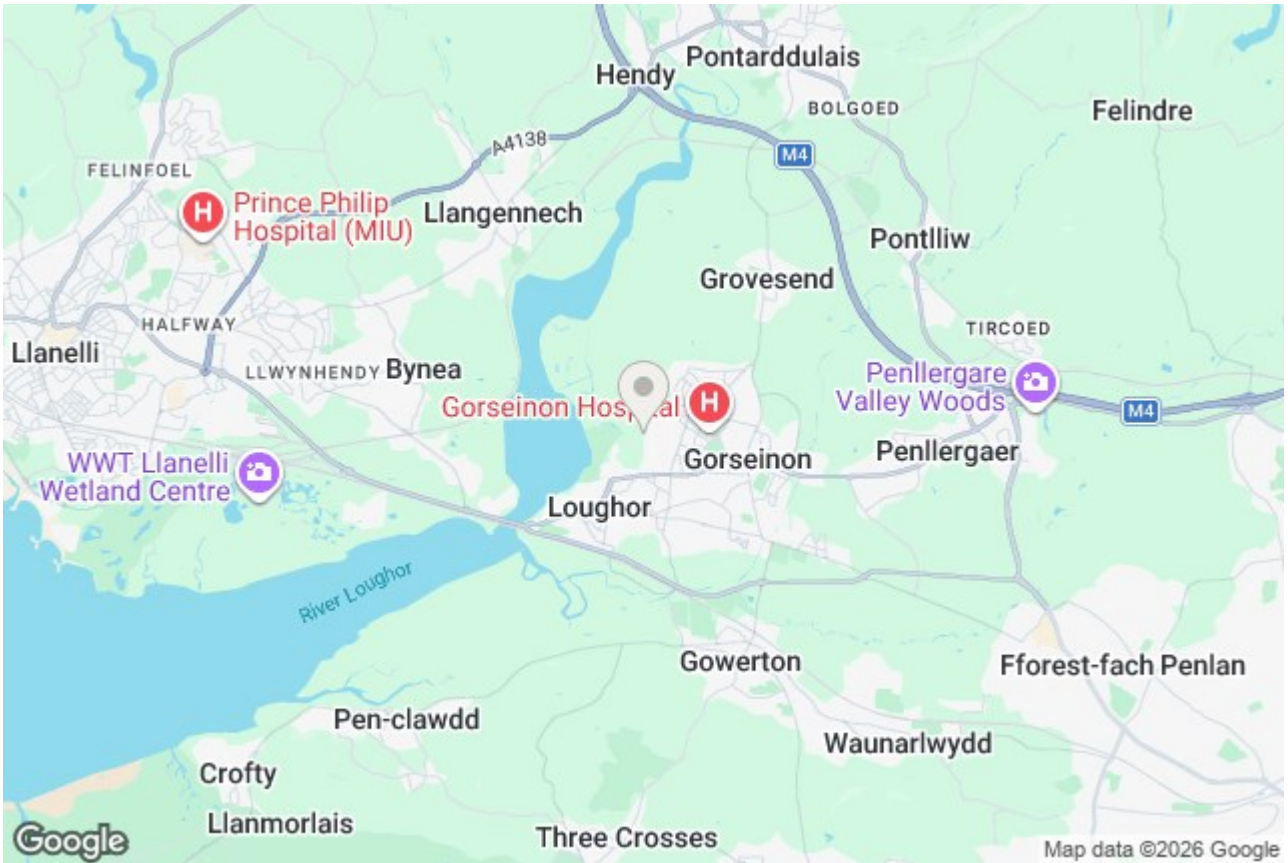 Pontarddulais
Hendy
BOLGOED
Felindre
A4138
M4
FELINFOEL
Prince Philip
Hospital (MIU)
Llangennech
Pontlliw
Grovesend
HALFWAY
TIRCOED
Llanelli
LLWYNHENDY
Bynea
Penllergare
Valley Woods
Gorseinon Hospital
H
H
M4
WWT Llanelli
Wetland Centre
Gorseinon
Penllergaer
Loughor
River Loughor
Gowerton
Fforest-fach
Penlan
Pen-clawdd
Waunarlwydd
Crofty
Llanmorlais
Three Crosses
Google
Map data ©2026 Google